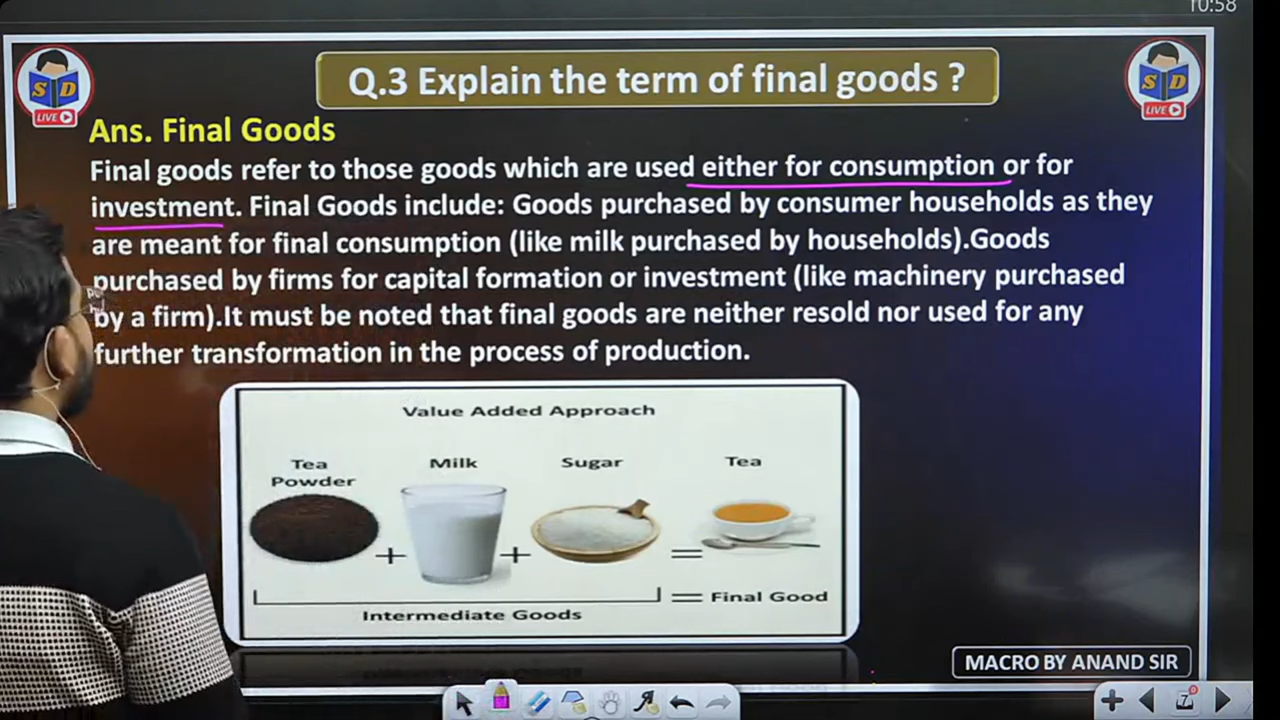 10:58
Q.3 Explain the term of final goods ?
S D
LIVE
S D
LIVE
Ans. Final Goods
Final goods refer to those goods which are used either for consumption or for
investment. Final Goods include: Goods purchased by consumer households as they
are meant for final consumption (like milk purchased by households).Goods
purchased by firms for capital formation or investment (like machinery purchased
by a firm).It must be noted that final goods are neither resold nor used for any
further transformation in the process of production.
Value Added Approach
Tea Powder
Milk
Sugar
Tea
+ + =
Intermediate Goods
= Final Good
MACRO BY ANAND SIR
7